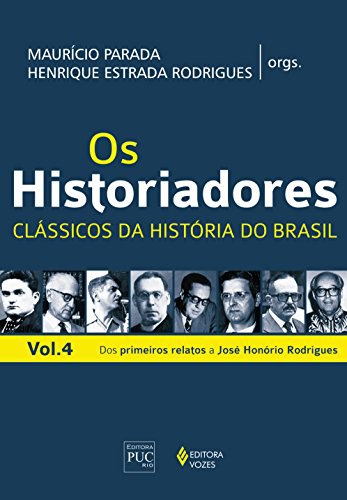 MAURÍCIO PARADA
HENRIQUE ESTRADA RODRIGUES
orgs.
Os
Historiadores
CLÁSSICOS DA HISTÓRIA DO BRASIL
Vol.4
Dos primeiros relatos a José Honório Rodrigues
EDITORA
PUC
RIO
EDITORA
VOZES